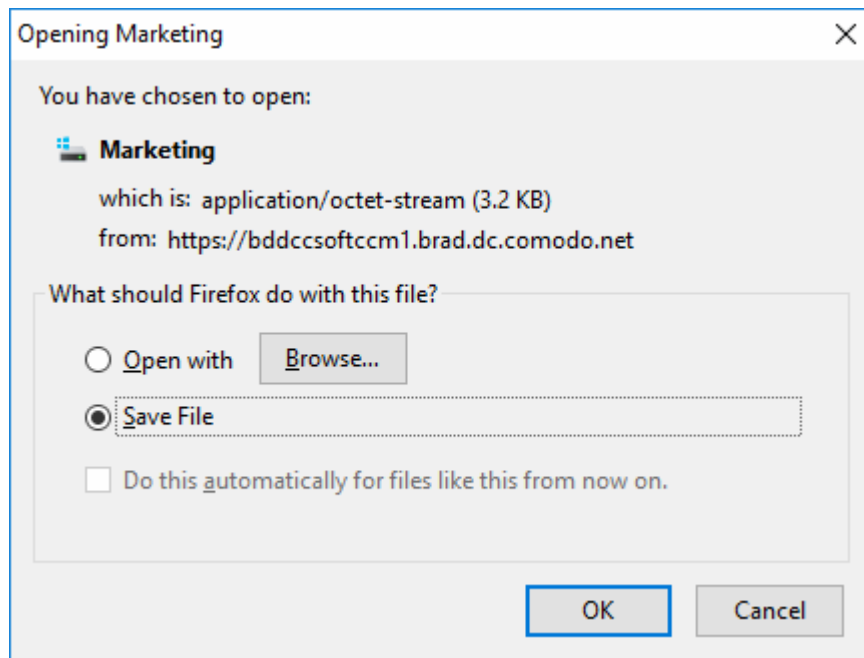 Opening Marketing
You have chosen to open:
Marketing
which is: application/octet-stream (3.2 KB)
from: https://bddccsoftccm1.brad.dc.comodo.net
What should Firefox do with this file?
Open with Browse...
Save File
Do this automatically for files like this from now on.
OK Cancel